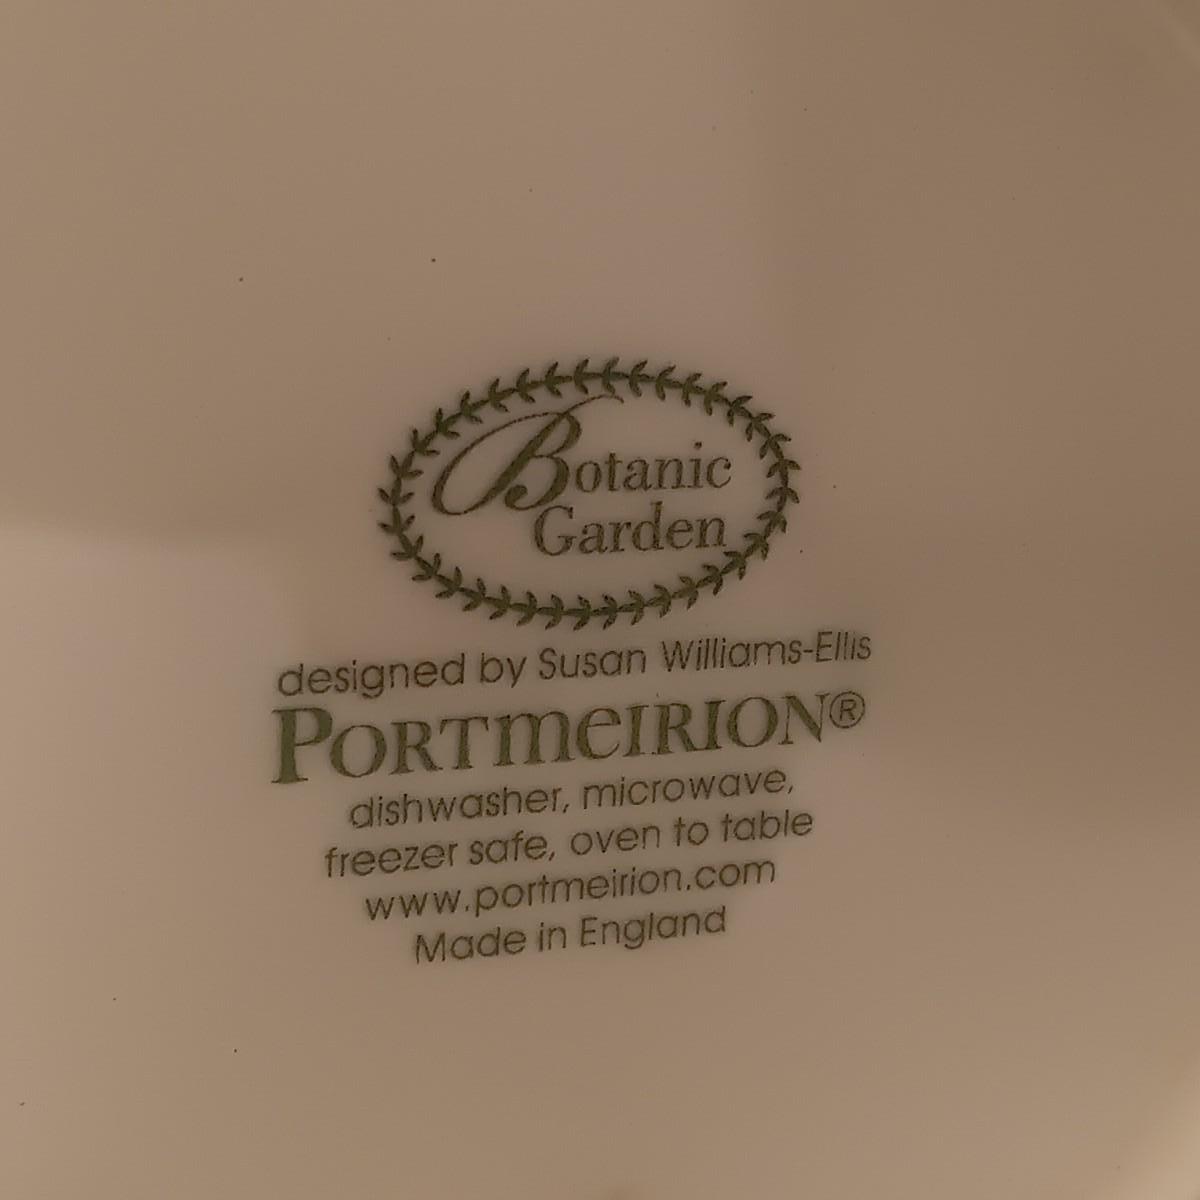 Botanic
Garden
designed by Susan Williams-Ellis
PORTMEIRION®
dishwasher, microwave,
freezer safe, oven to table
www.portmeirion.com
Made in England